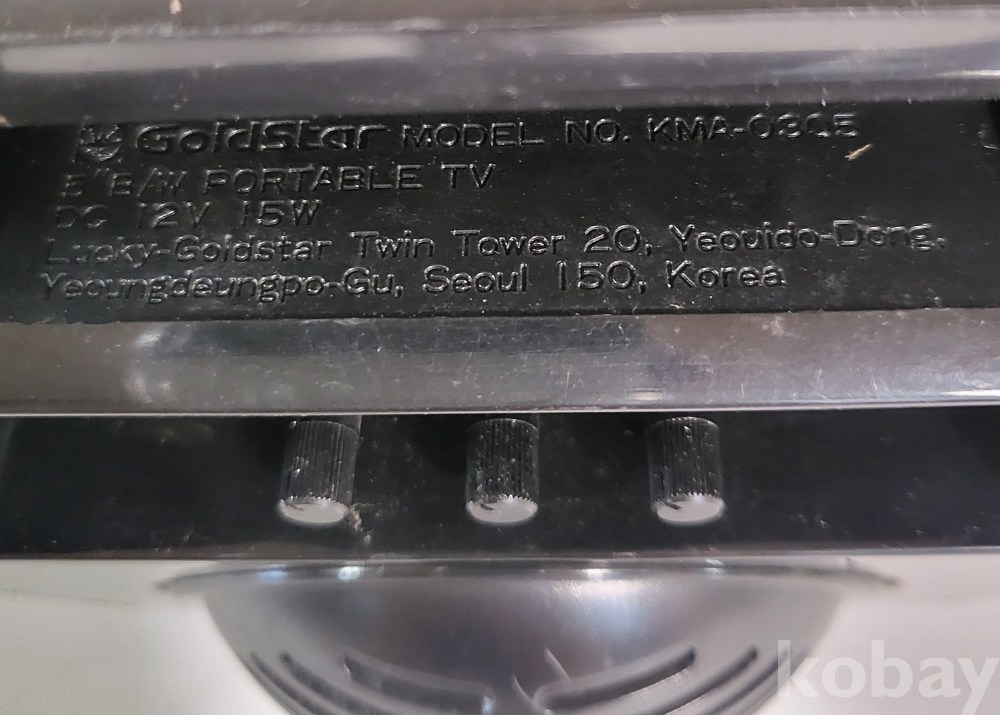 GoldStar MODEL NO. KMA-0305
5" B/W PORTABLE TV
DC 12V 15W
Lucky-Goldstar Twin Tower 20, Yeouido-Dong,
Yeoungdeungpo-Gu, Seoul 150, Korea
kobay